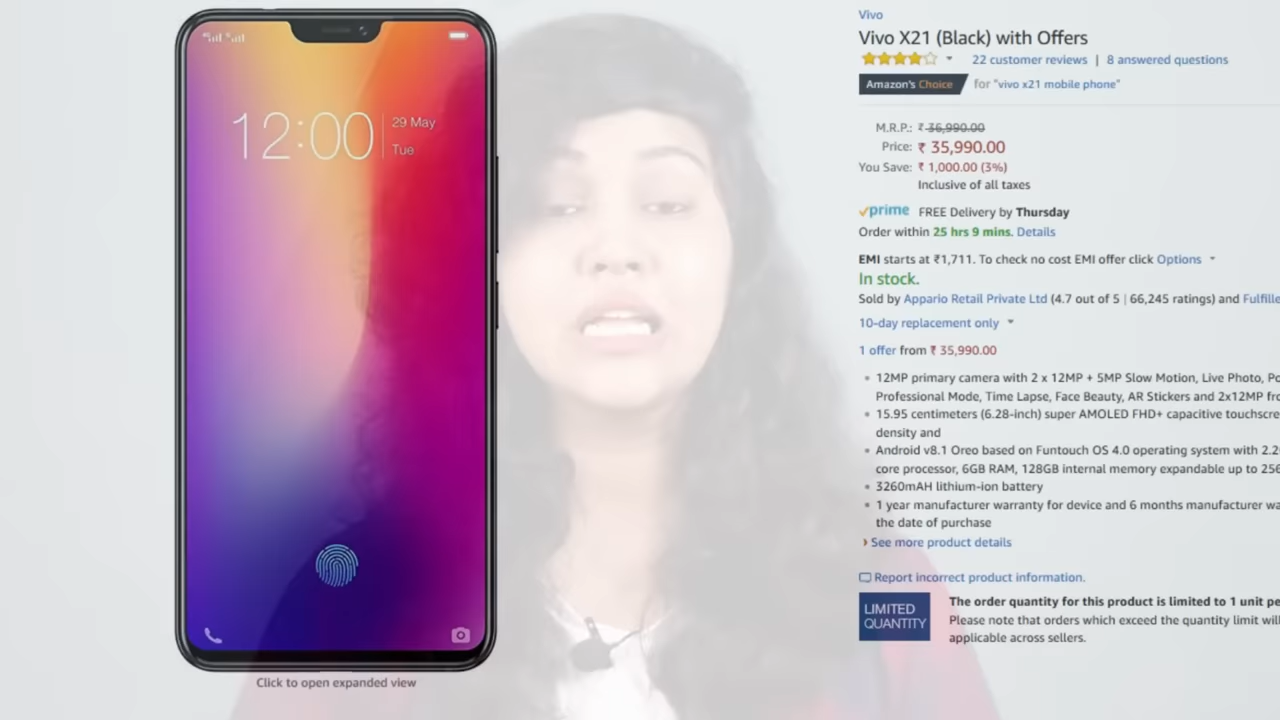 12:00
29 May
Tue
Click to open expanded view
Vivo
Vivo X21 (Black) with Offers
22 customer reviews | 8 answered questions
Amazon's Choice for "vivo x21 mobile phone"
M.R.P.: ₹ 36,990.00
Price: ₹ 35,990.00
You Save: ₹ 1,000.00 (3%)
Inclusive of all taxes
prime FREE Delivery by Thursday
Order within 25 hrs 9 mins. Details
EMI starts at ₹1,711. To check no cost EMI offer click Options
In stock.
Sold by Appario Retail Private Ltd (4.7 out of 5 | 66,245 ratings) and Fulfille
10-day replacement only
1 offer from ₹ 35,990.00
12MP primary camera with 2 x 12MP + 5MP Slow Motion, Live Photo, Po
Professional Mode, Time Lapse, Face Beauty, AR Stickers and 2x12MP fro
15.95 centimeters (6.28-inch) super AMOLED FHD+ capacitive touchscre
density and
Android v8.1 Oreo based on Funtouch OS 4.0 operating system with 2.2
core processor, 6GB RAM, 128GB internal memory expandable up to 256
3260mAH lithium-ion battery
1 year manufacturer warranty for device and 6 months manufacturer wa
the date of purchase
See more product details
Report incorrect product information.
LIMITED
QUANTITY
The order quantity for this product is limited to 1 unit pe
Please note that orders which exceed the quantity limit will
applicable across sellers.